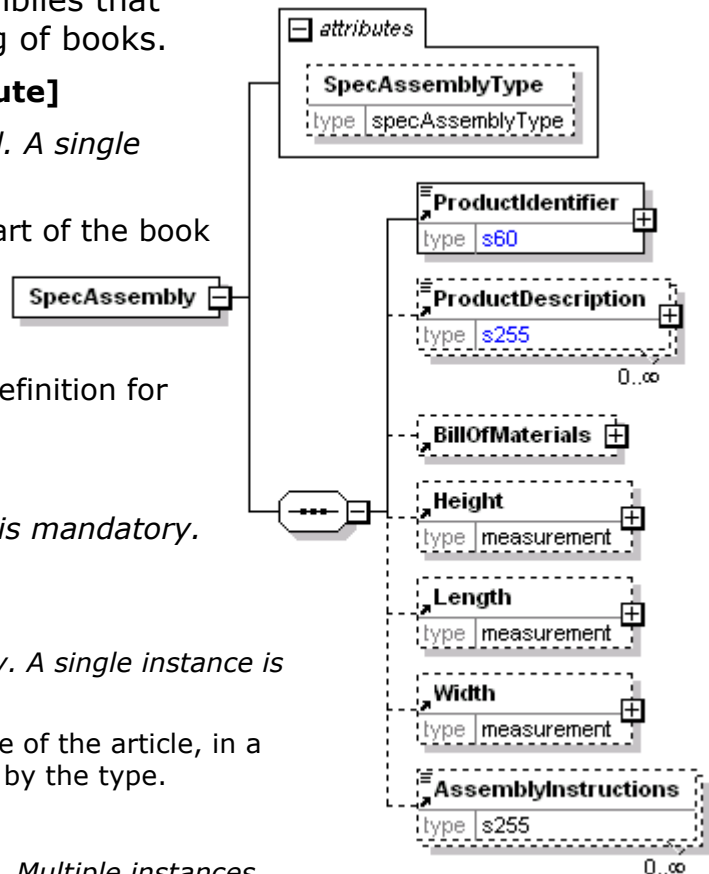 mblies that
g of books.
ute]
. A single
art of the book
efinition for
is mandatory.
y. A single instance is
e of the article, in a
by the type.
. Multiple instances
attributes
SpecAssemblyType
type specAssemblyType
SpecAssembly
ProductIdentifier
type s60
ProductDescription
type s255
0..∞
BillOfMaterials
Height
type measurement
Length
type measurement
Width
type measurement
AssemblyInstructions
type s255
0..∞